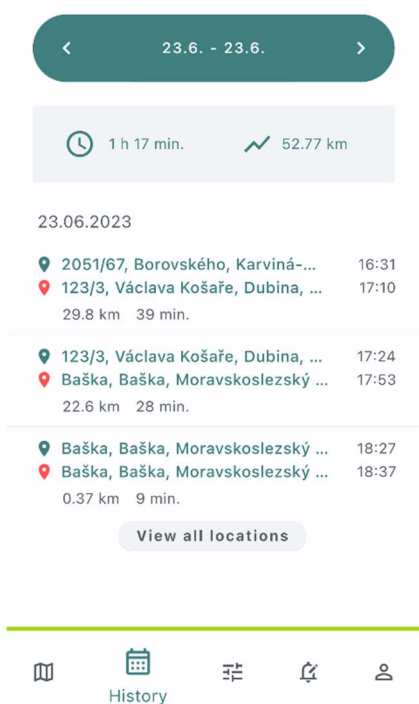 23.6. - 23.6.
1 h 17 min. 52.77 km
23.06.2023
2051/67, Borovského, Karviná-... 16:31
123/3, Václava Košaře, Dubina, ... 17:10
29.8 km 39 min.
123/3, Václava Košaře, Dubina, ... 17:24
Baška, Baška, Moravskoslezský ... 17:53
22.6 km 28 min.
Baška, Baška, Moravskoslezský ... 18:27
Baška, Baška, Moravskoslezský ... 18:37
0.37 km 9 min.
View all locations
History